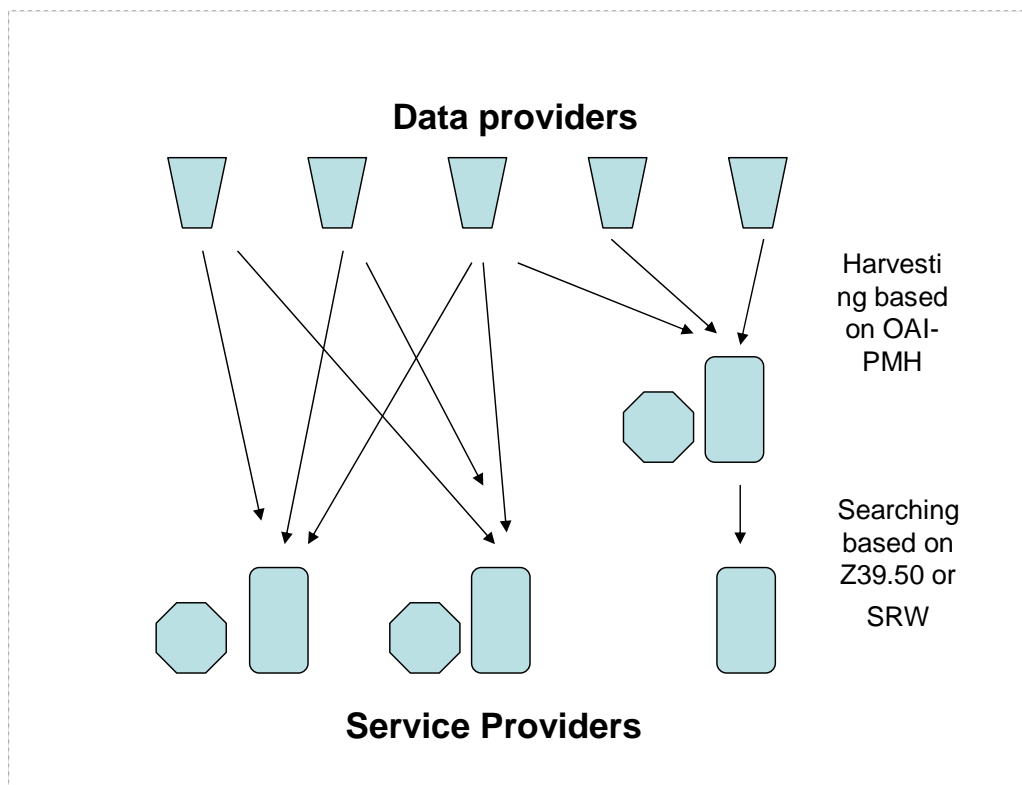 Data providers
Harvesti
ng based
on OAI-
PMH
Searching
based on
Z39.50 or
SRW
Service Providers